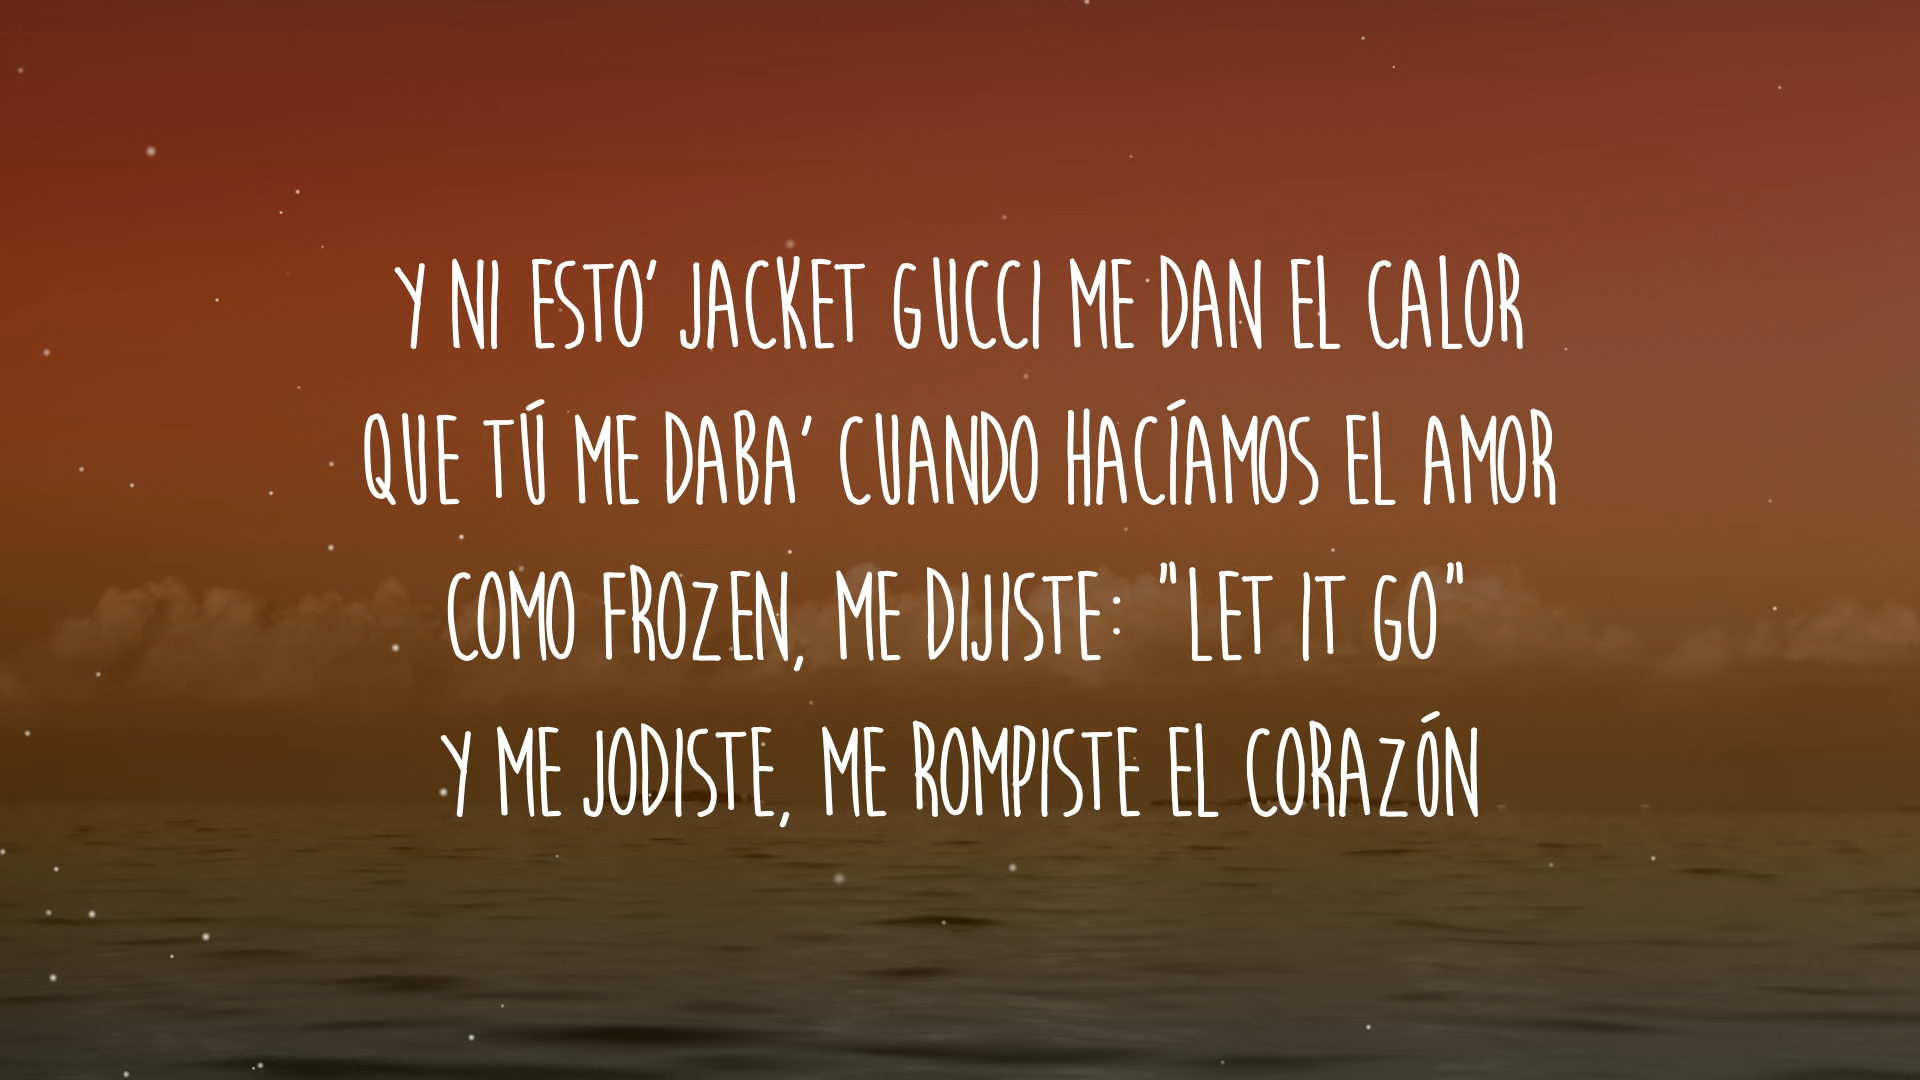 Y NI ESTO' JACKET GUCCI ME DAN EL CALOR
QUE TÚ ME DABA' CUANDO HACÍAMOS EL AMOR
COMO FROZEN, ME DIJISTE: "LET IT GO"
Y ME JODISTE, ME ROMPISTE EL CORAZÓN